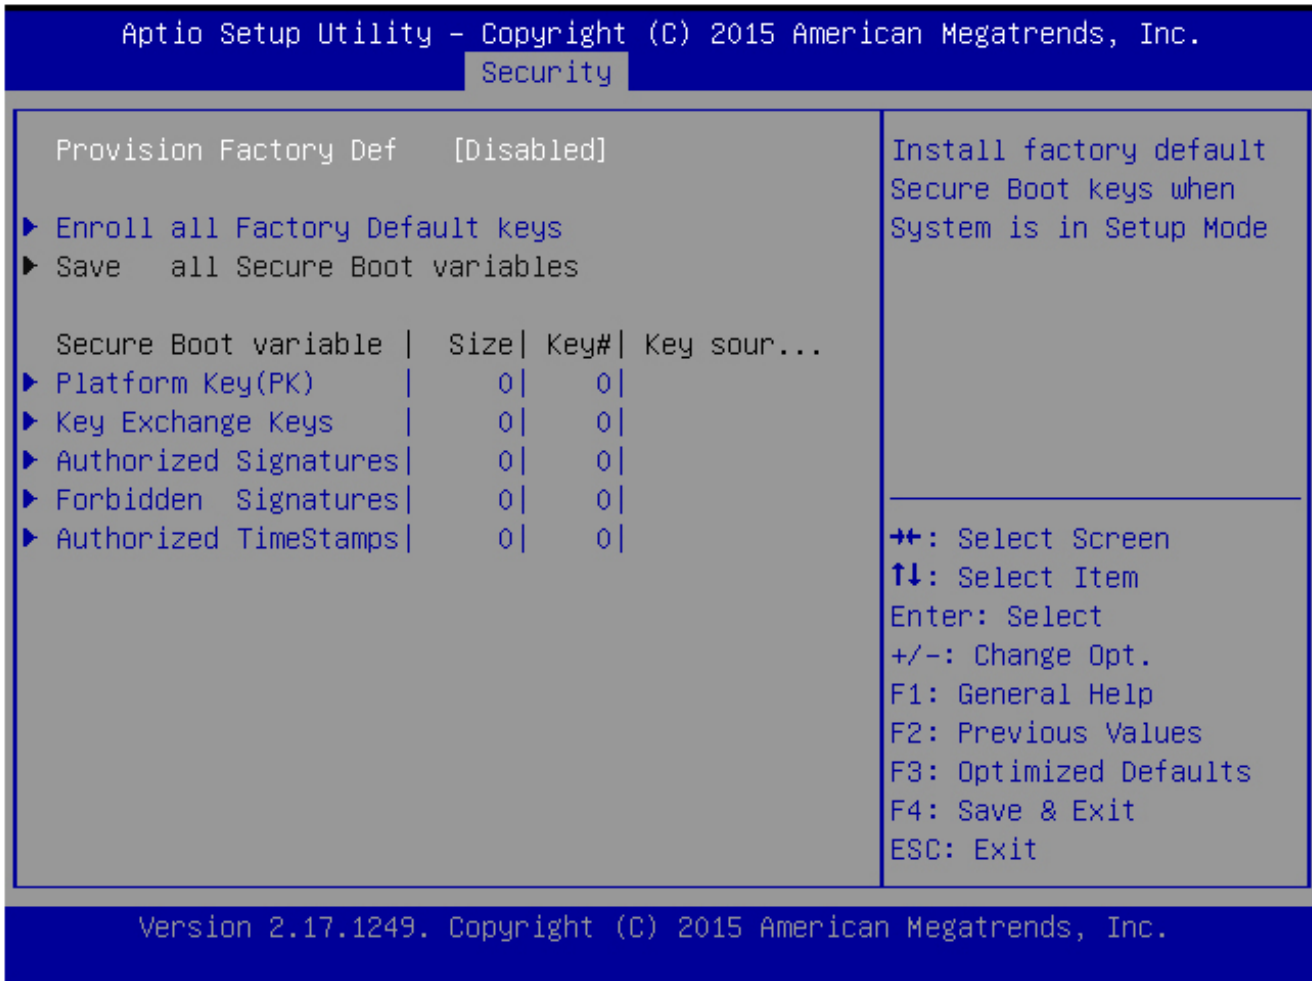 Aptio Setup Utility – Copyright (C) 2015 American Megatrends, Inc.
Security
Provision Factory Def [Disabled]
Enroll all Factory Default keys
Save all Secure Boot variables
Secure Boot variable | Size| Key#| Key sour...
Platform Key(PK) | 0| 0|
Key Exchange Keys | 0| 0|
Authorized Signatures| 0| 0|
Forbidden Signatures| 0| 0|
Authorized TimeStamps| 0| 0|
Install factory default
Secure Boot keys when
System is in Setup Mode
→←: Select Screen
↑↓: Select Item
Enter: Select
+/-: Change Opt.
F1: General Help
F2: Previous Values
F3: Optimized Defaults
F4: Save & Exit
ESC: Exit
Version 2.17.1249. Copyright (C) 2015 American Megatrends, Inc.